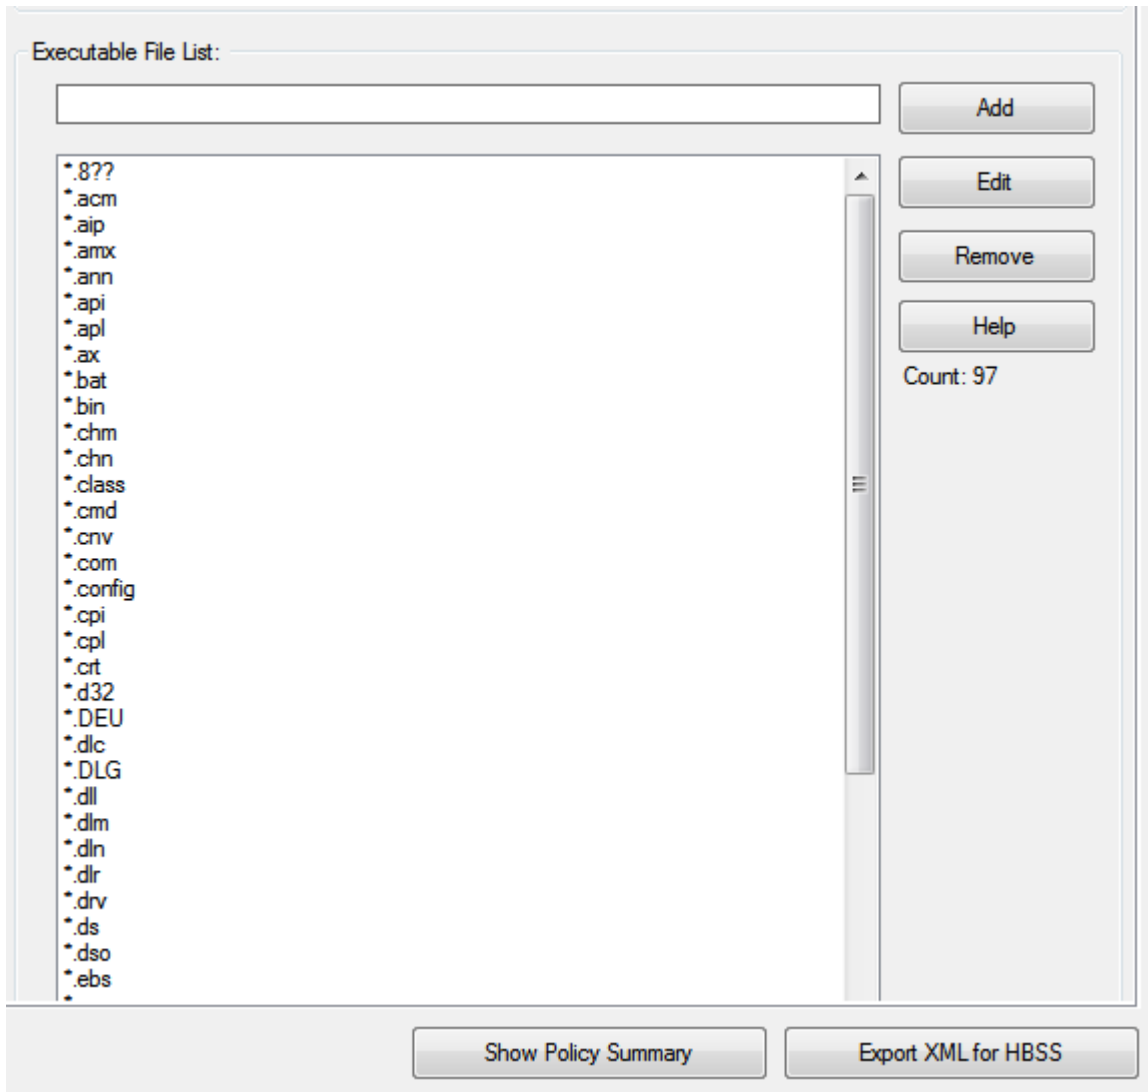 Executable File List:
Add
*.8??
*.acm
*.aip
*.amx
*.ann
*.api
*.apl
*.ax
*.bat
*.bin
*.chm
*.chn
*.class
*.cmd
*.cnv
*.com
*.config
*.cpi
*.cpl
*.crt
*.d32
*.DEU
*.dlc
*.DLG
*.dll
*.dlm
*.dln
*.dlr
*.drv
*.ds
*.dso
*.ebs
Edit
Remove
Help
Count: 97
Show Policy Summary
Export XML for HBSS